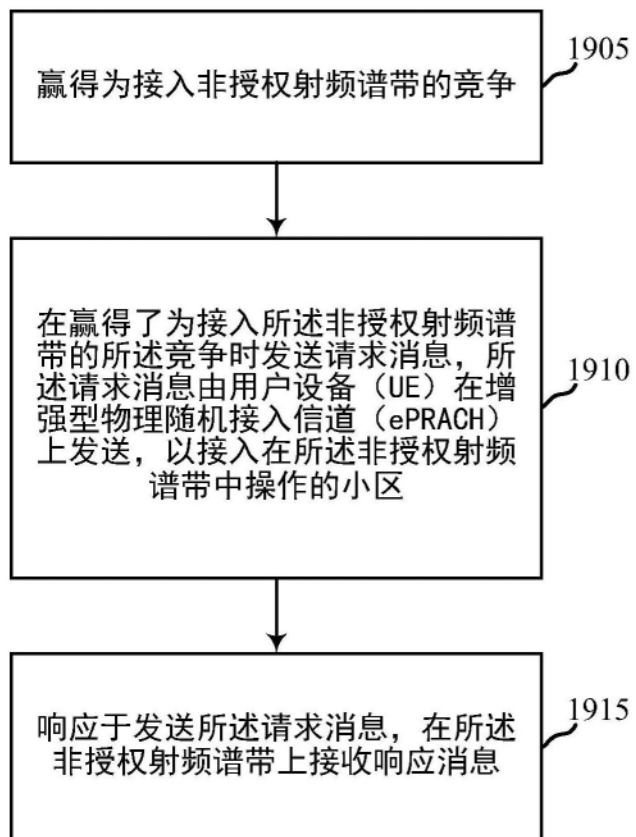 赢得为接入非授权射频谱带的竞争
1905
在赢得了为接入所述非授权射频谱
带的所述竞争时发送请求消息，所
述请求消息由用户设备（UE）在增
强型物理随机接入信道（ePRACH）
上发送，以接入在所述非授权射频
谱带中操作的小区
1910
响应于发送所述请求消息，在所述
非授权射频谱带上接收响应消息
1915